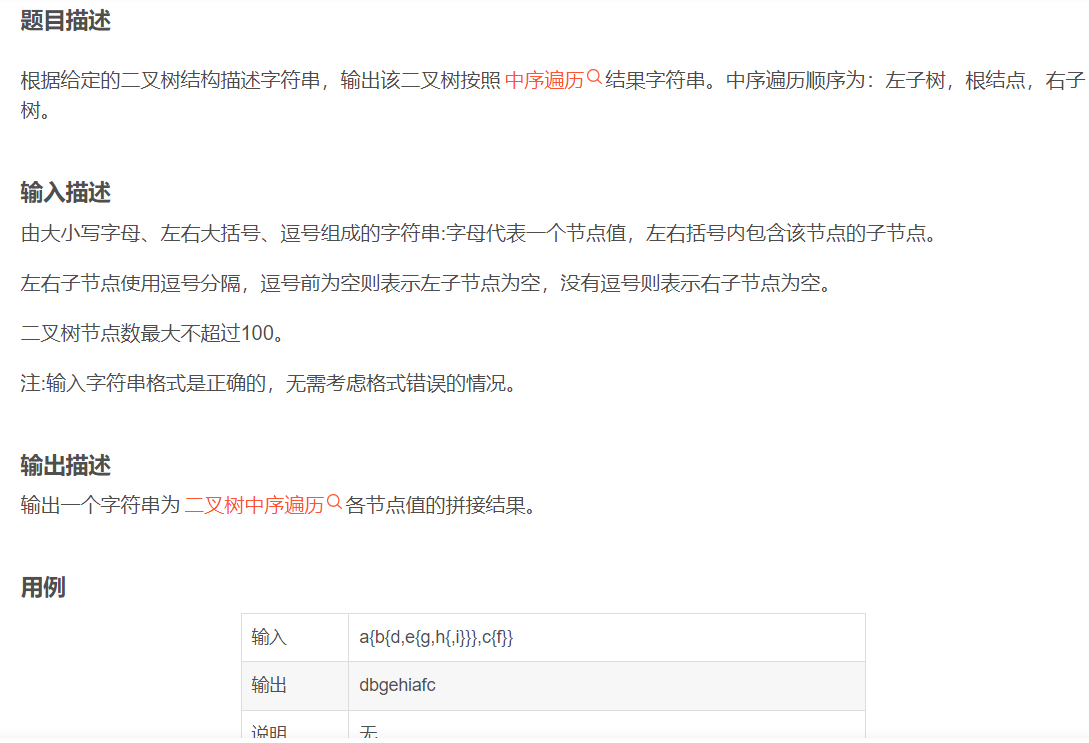 题目描述
根据给定的二叉树结构描述字符串，输出该二叉树按照中序遍历结果字符串。中序遍历顺序为：左子树，根结点，右子
树。
输入描述
由大小写字母、左右大括号、逗号组成的字符串:字母代表一个节点值，左右括号内包含该节点的子节点。
左右子节点使用逗号分隔，逗号前为空则表示左子节点为空，没有逗号则表示右子节点为空。
二叉树节点数最大不超过100。
注:输入字符串格式是正确的，无需考虑格式错误的情况。
输出描述
输出一个字符串为二叉树中序遍历各节点值的拼接结果。
用例
输入 a{b{d,e{g,h{,i}}},c{f}}
输出 dbgehiafc
说明 无